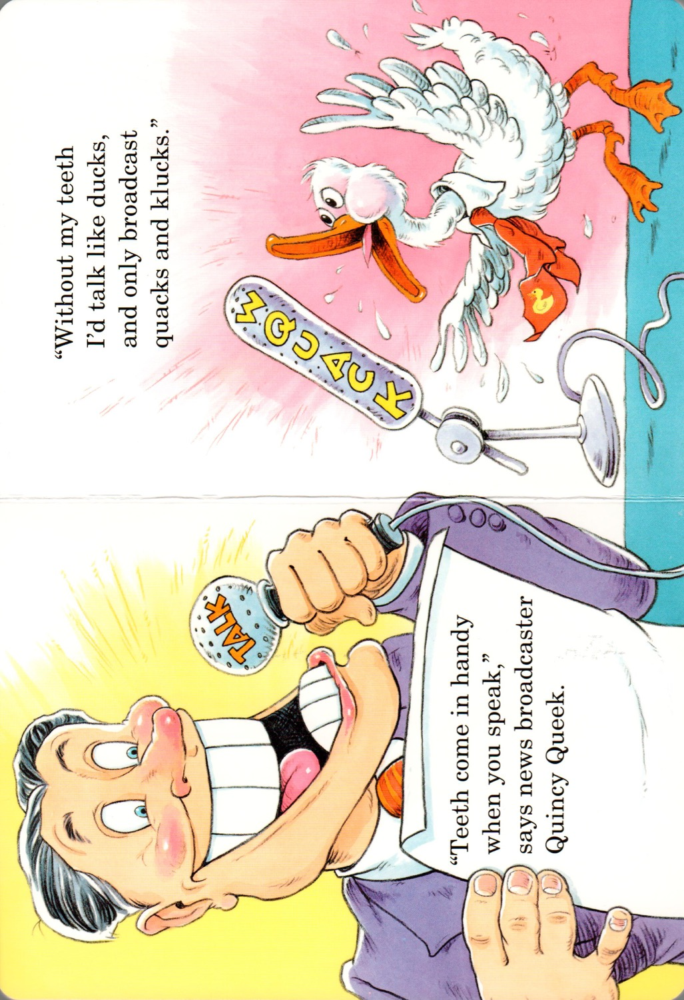 TALK
“Teeth come in handy
when you speak,”
says news broadcaster
Quincy Queek.
“Without my teeth
I’d talk like ducks,
and only broadcast
quacks and klucks.”
WQUACK